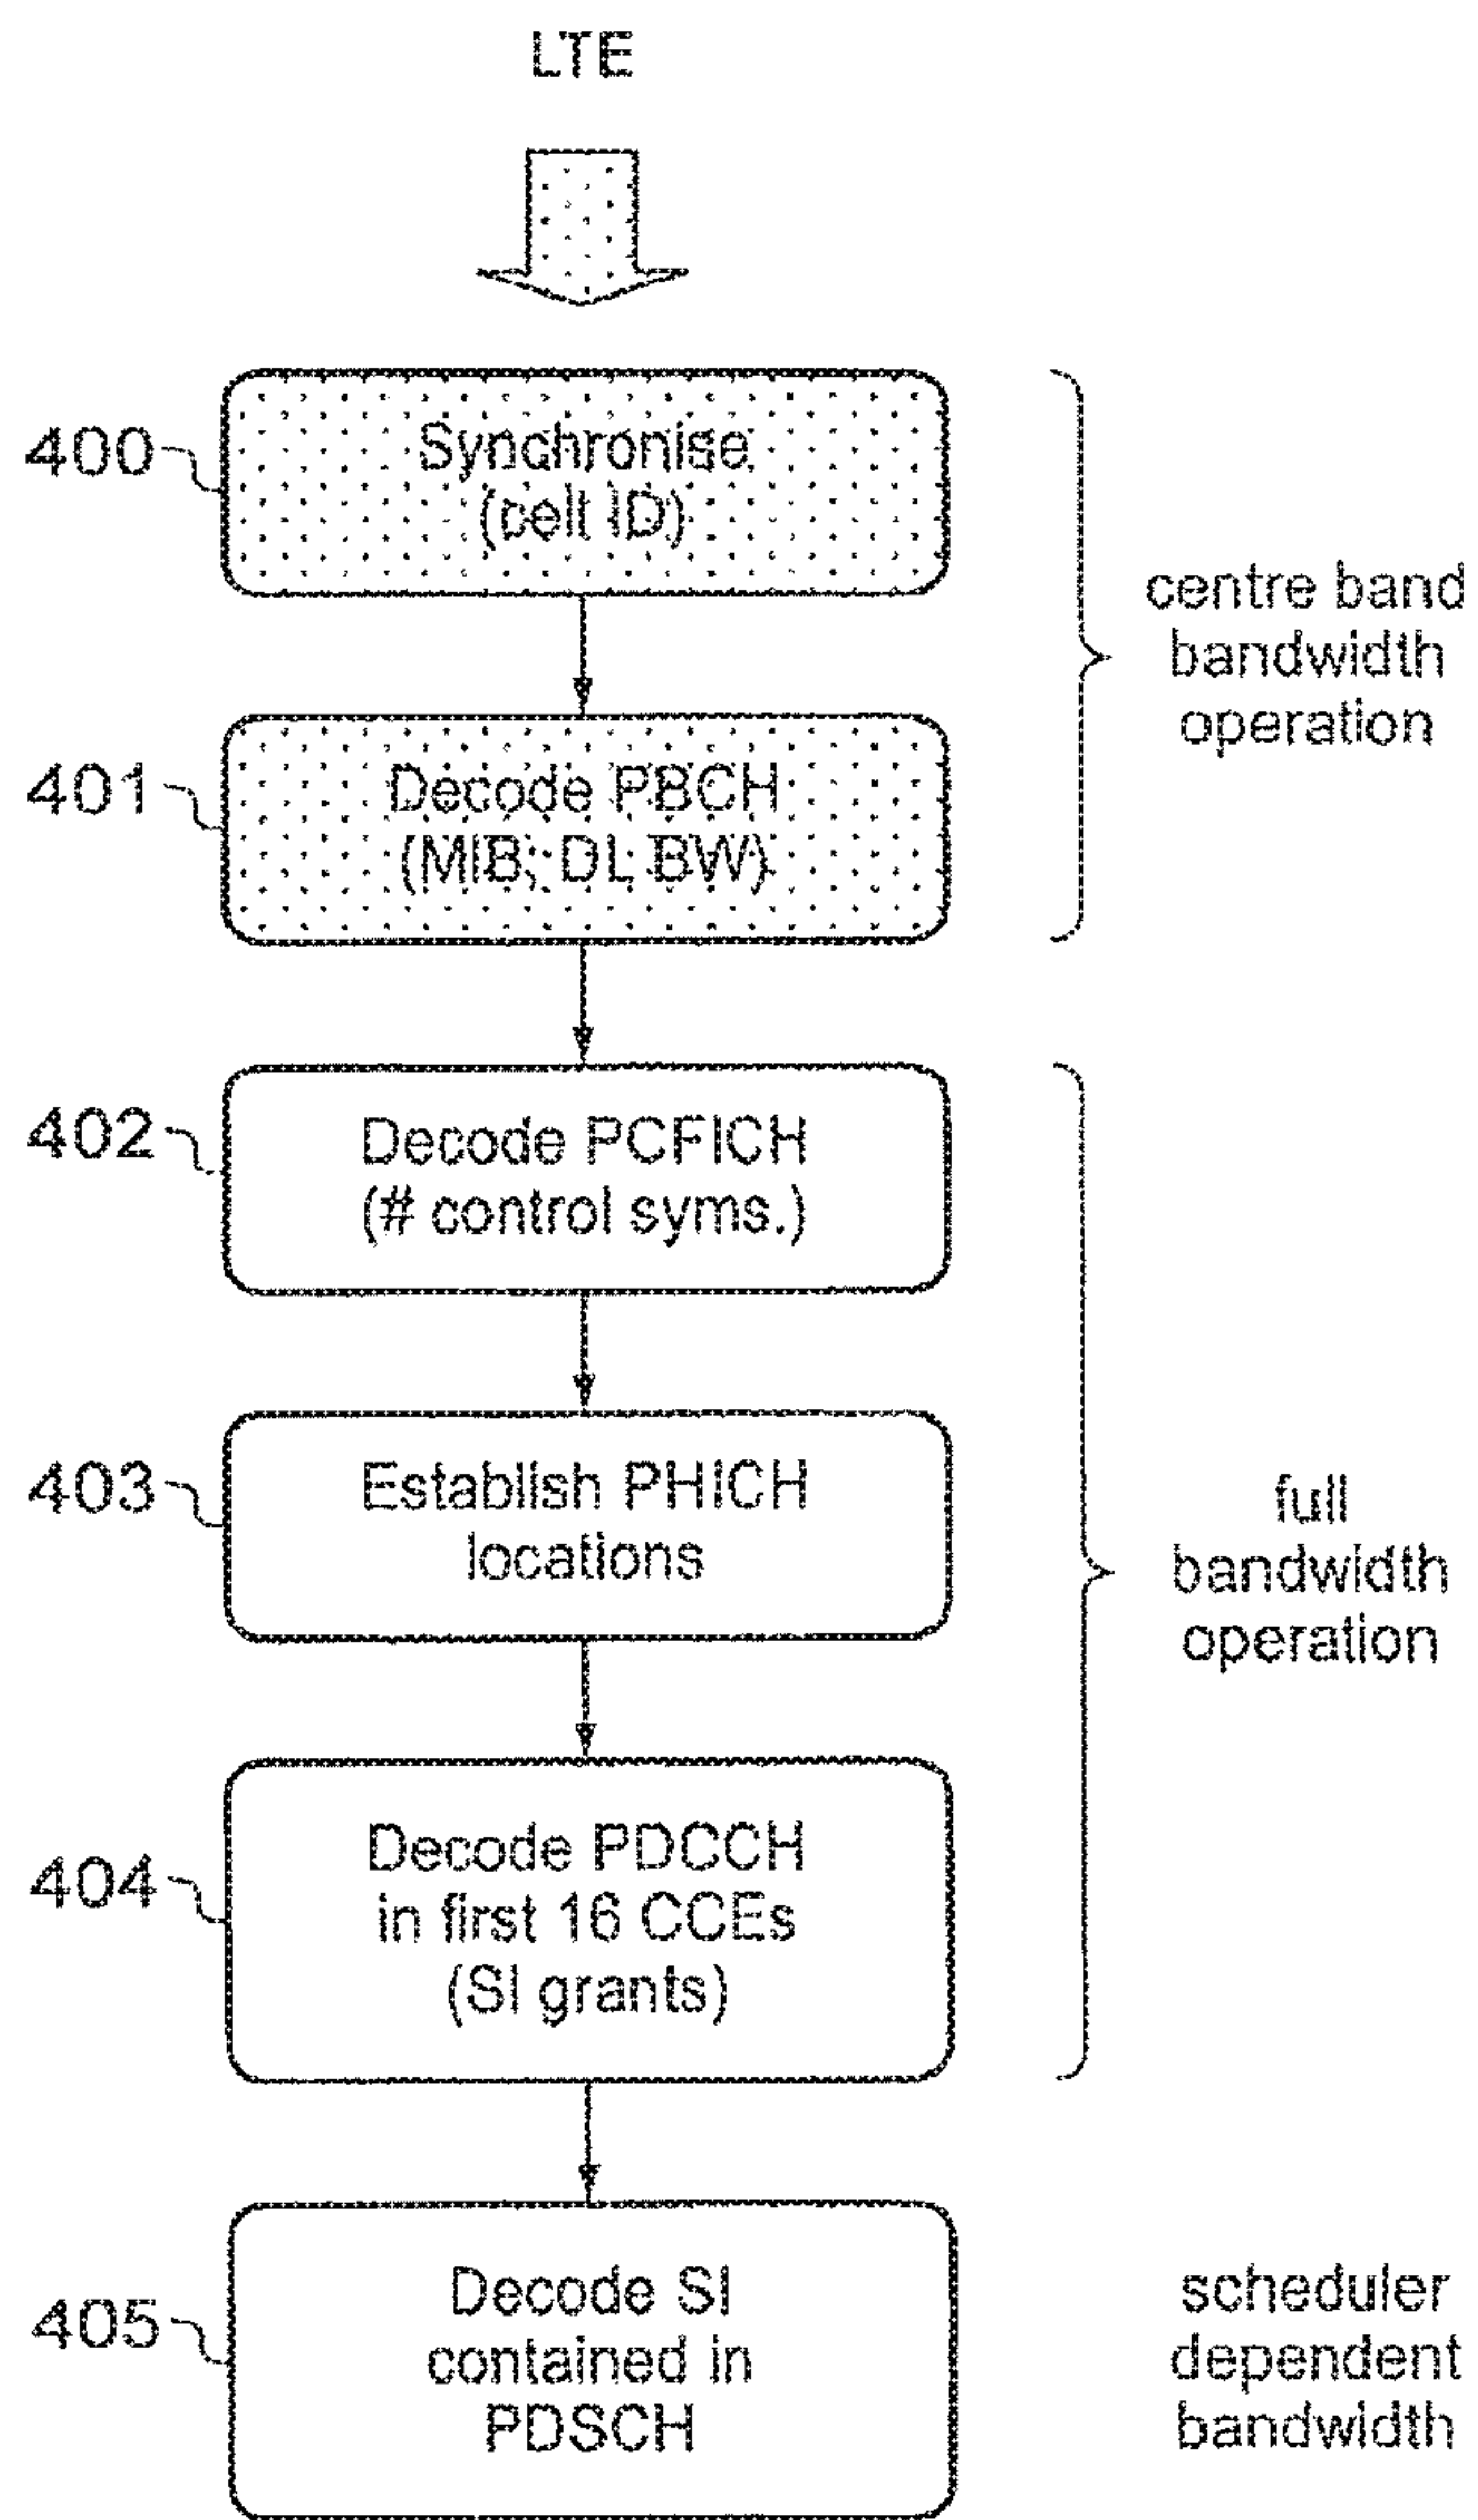 LTE
400
Synchronise
(cell ID)
centre band
bandwidth
operation
401
Decode PBCH
(MIB; DL BW)
402
Decode PCFICH
(# control syms.)
403
Establish PHICH
locations
full
bandwidth
operation
404
Decode PDCCH
in first 16 CCEs
(SI grants)
405
Decode SI
contained in
PDSCH
scheduler
dependent
bandwidth